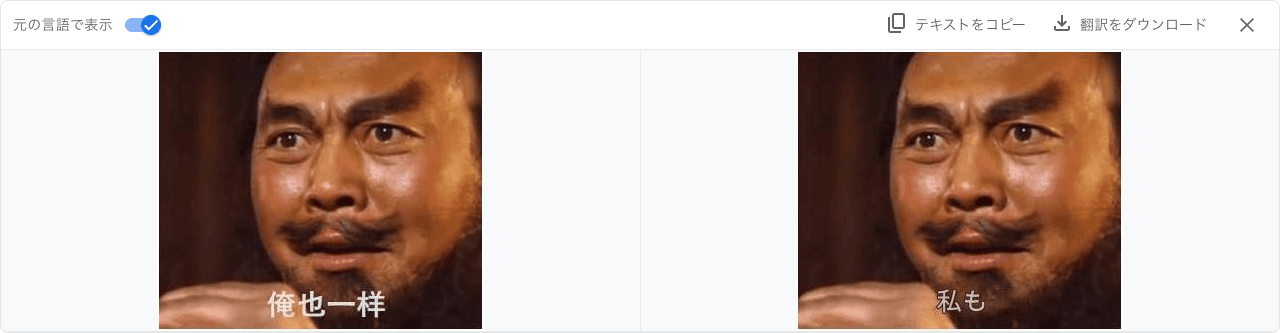 元の言語で表示
テキストをコピー
翻訳をダウンロード
俺也一样
私も